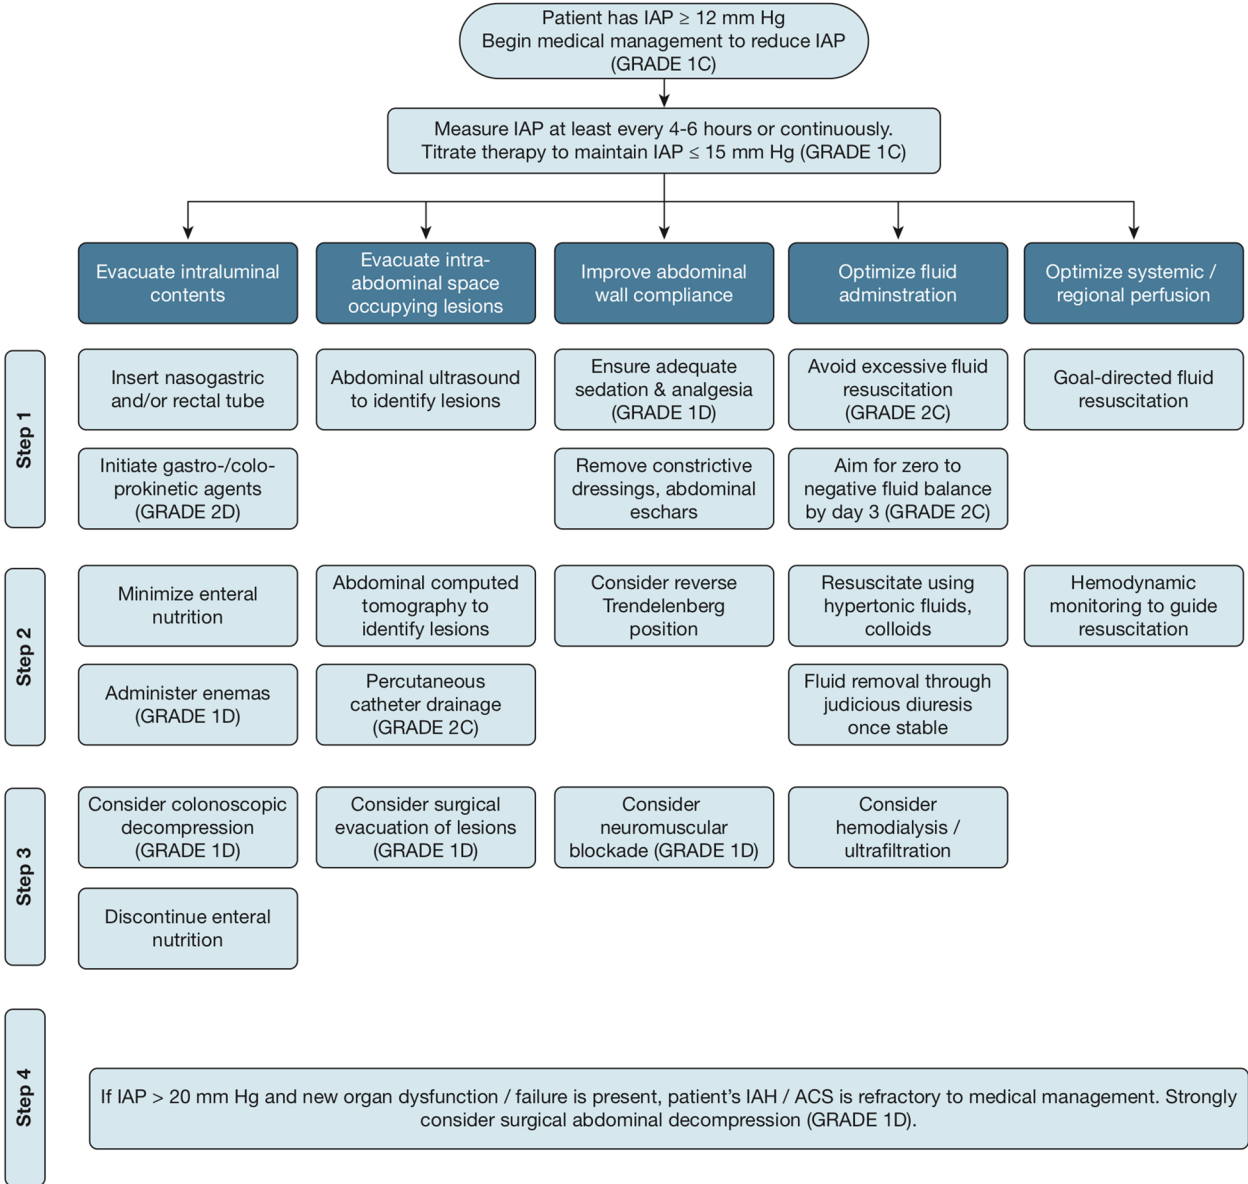 Patient has IAP ≥ 12 mm Hg
Begin medical management to reduce IAP
(GRADE 1C)
Measure IAP at least every 4-6 hours or continuously.
Titrate therapy to maintain IAP ≤ 15 mm Hg (GRADE 1C)
Evacuate intraluminal
contents
Evacuate intra-
abdominal space
occupying lesions
Improve abdominal
wall compliance
Optimize fluid
adminstration
Optimize systemic /
regional perfusion
Step 1
Insert nasogastric
and/or rectal tube
Abdominal ultrasound
to identify lesions
Ensure adequate
sedation & analgesia
(GRADE 1D)
Avoid excessive fluid
resuscitation
(GRADE 2C)
Goal-directed fluid
resuscitation
Initiate gastro-/colo-
prokinetic agents
(GRADE 2D)
Remove constrictive
dressings, abdominal
eschars
Aim for zero to
negative fluid balance
by day 3 (GRADE 2C)
Step 2
Minimize enteral
nutrition
Abdominal computed
tomography to
identify lesions
Consider reverse
Trendelenberg
position
Resuscitate using
hypertonic fluids,
colloids
Hemodynamic
monitoring to guide
resuscitation
Administer enemas
(GRADE 1D)
Percutaneous
catheter drainage
(GRADE 2C)
Fluid removal through
judicious diuresis
once stable
Step 3
Consider colonoscopic
decompression
(GRADE 1D)
Consider surgical
evacuation of lesions
(GRADE 1D)
Consider
neuromuscular
blockade (GRADE 1D)
Consider
hemodialysis /
ultrafiltration
Discontinue enteral
nutrition
Step 4
If IAP > 20 mm Hg and new organ dysfunction / failure is present, patient’s IAH / ACS is refractory to medical management. Strongly
consider surgical abdominal decompression (GRADE 1D).